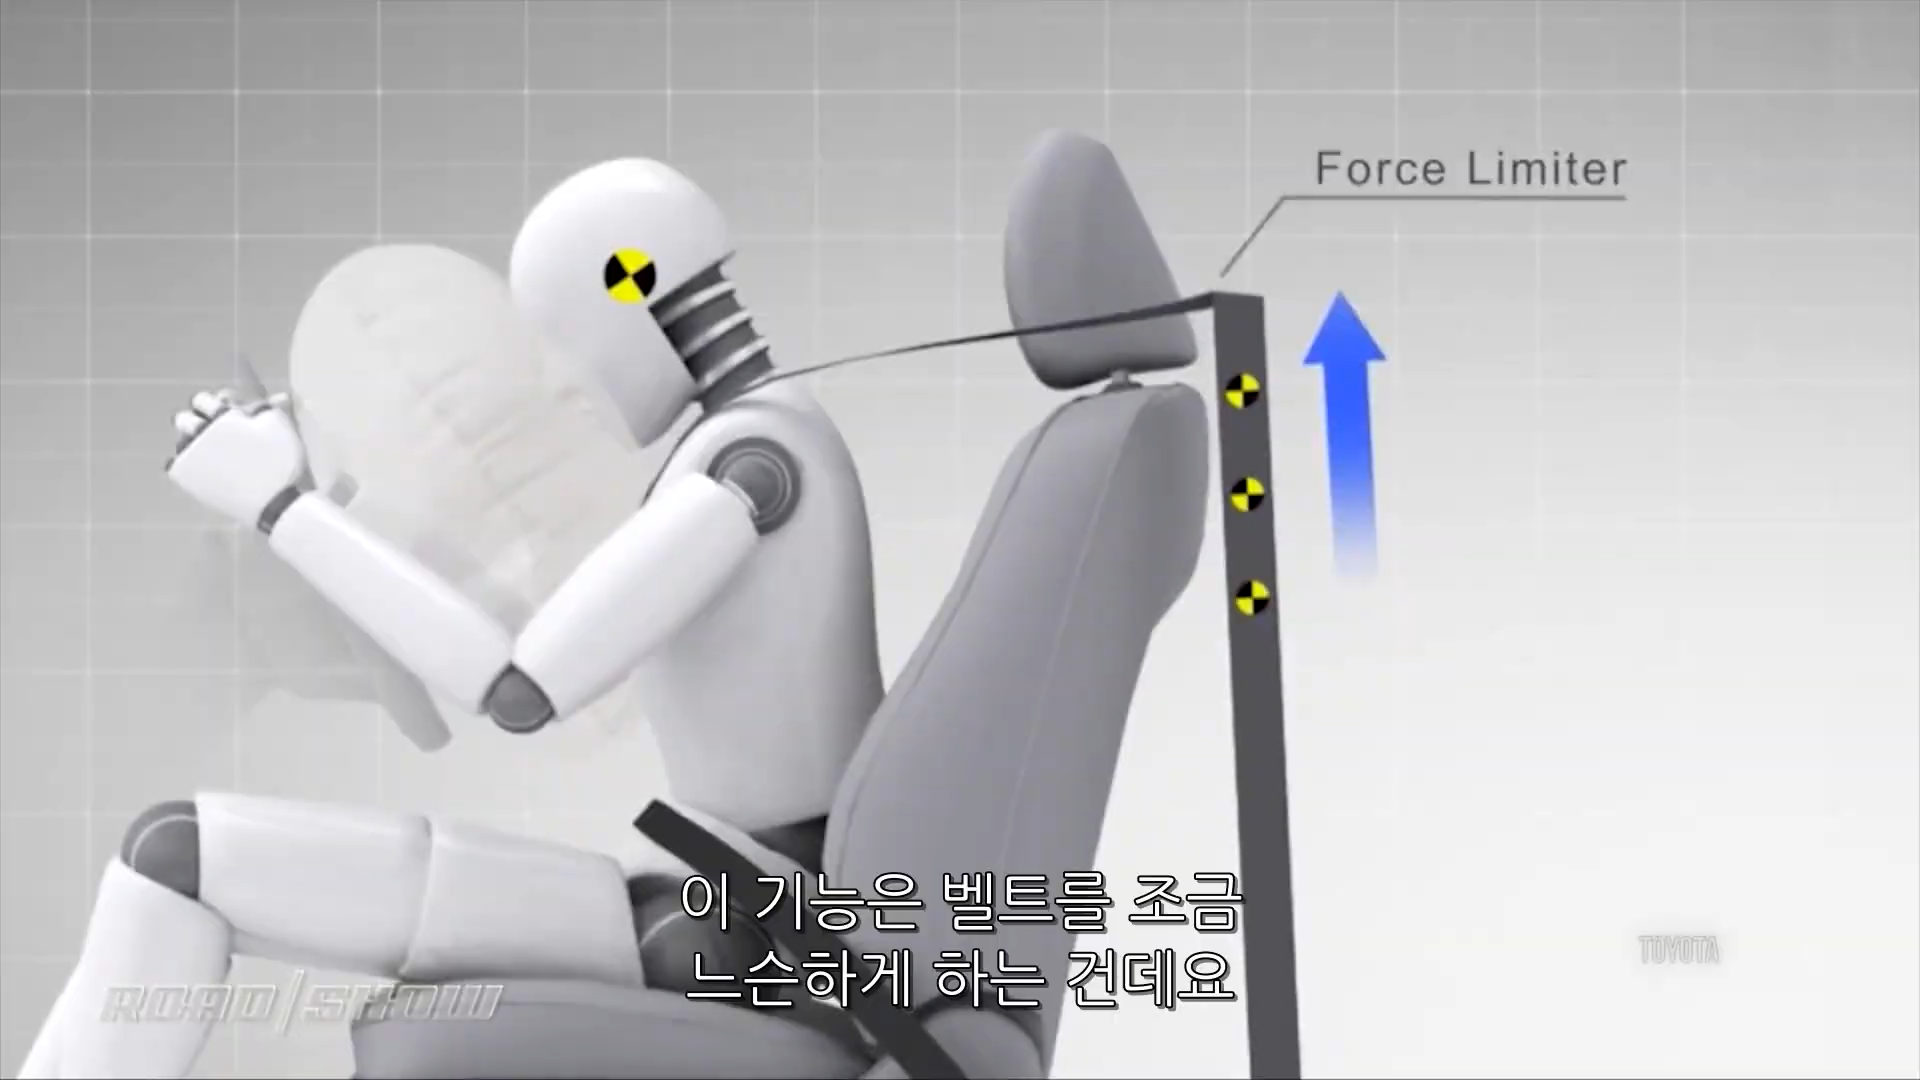 Force Limiter
이 기능은 벨트를 조금
느슨하게 하는 건데요
TOYOTA
ROAD/SHOW